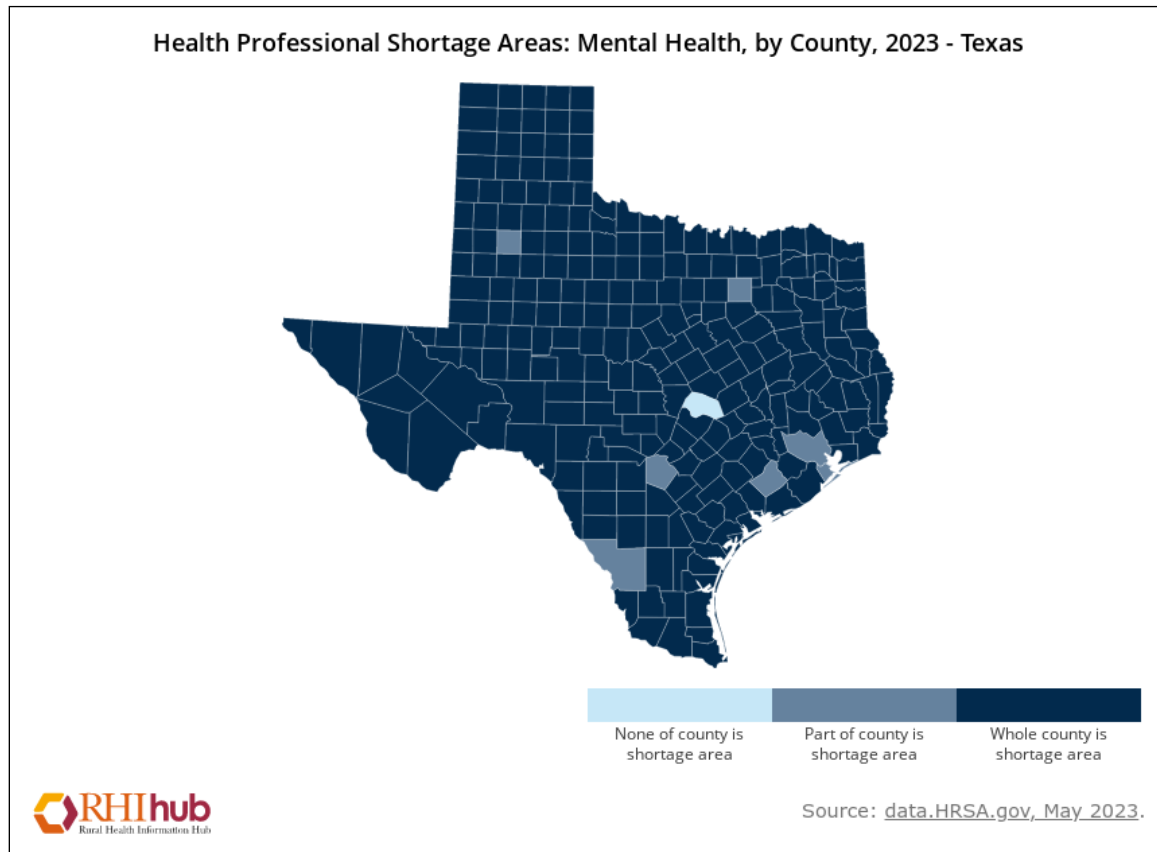 Health Professional Shortage Areas: Mental Health, by County, 2023 - Texas
None of county is
shortage area
Part of county is
shortage area
Whole county is
shortage area
RHIhub
Rural Health Information Hub
Source: data.HRSA.gov, May 2023.